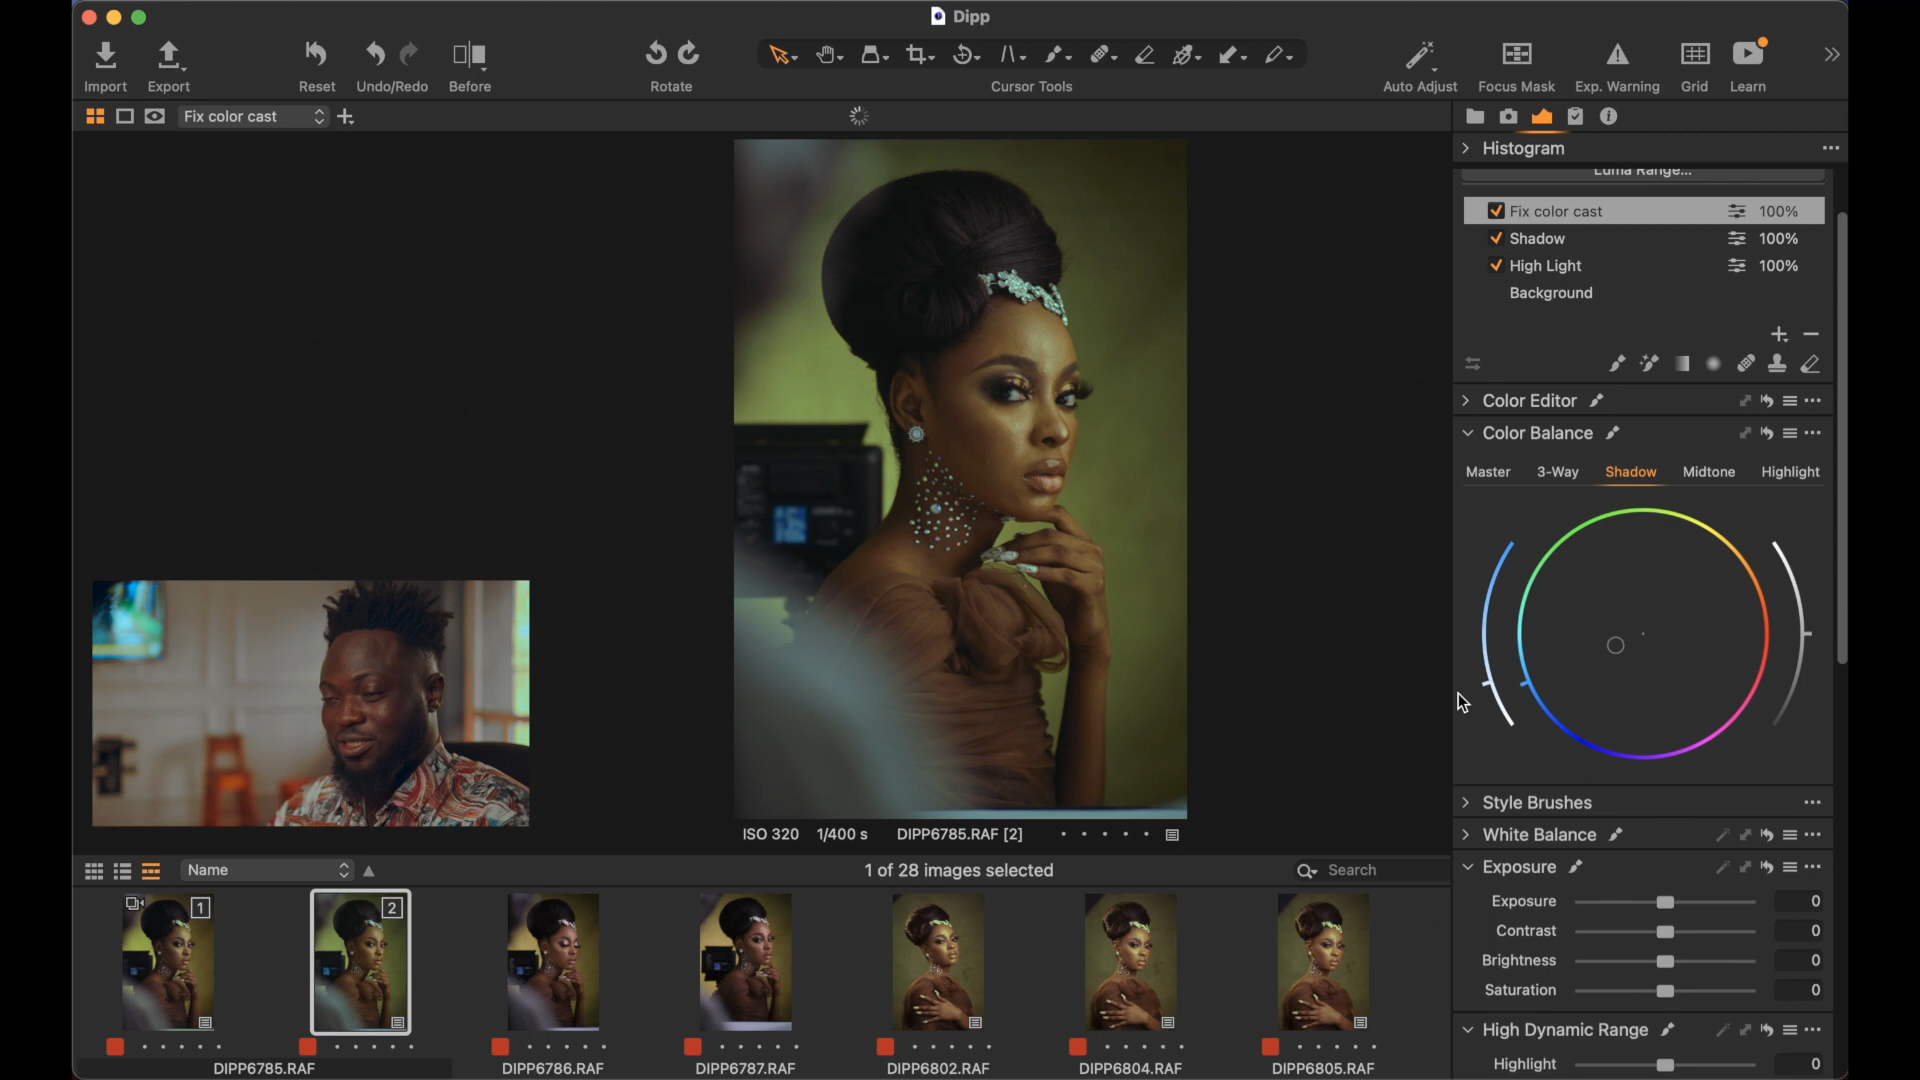 Dipp
Import
Export
Reset
Undo/Redo
Before
Rotate
Cursor Tools
Auto Adjust
Focus Mask
Exp. Warning
Grid
Learn
Fix color cast
Histogram
Luma Range...
Fix color cast 100%
Shadow 100%
High Light 100%
Background
Color Editor
Color Balance
Master 3-Way Shadow Midtone Highlight
Style Brushes
White Balance
Exposure
Exposure 0
Contrast 0
Brightness 0
Saturation 0
High Dynamic Range
Highlight 0
ISO 320 1/400 s DIPP6785.RAF [2]
Name
1 of 28 images selected
Search
1
2
DIPP6785.RAF
DIPP6786.RAF
DIPP6787.RAF
DIPP6802.RAF
DIPP6804.RAF
DIPP6805.RAF